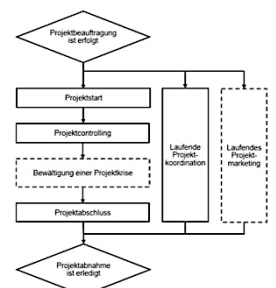 Projektbeauftragung
ist erfolgt
Projektstart
Projektcontrolling
Bewältigung einer Projektkrise
Projektabschluss
Laufende
Projekt-
koordination
Laufendes
Projekt-
marketing
Projektabnahme
ist erledigt